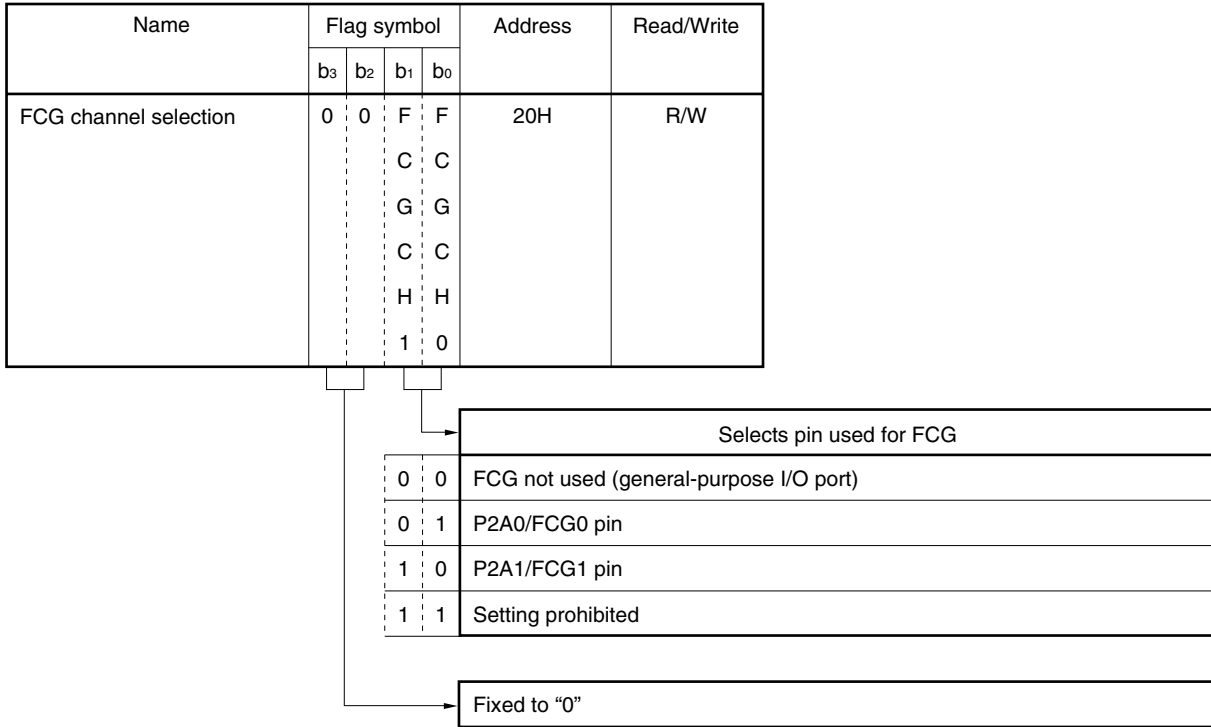 Name Flag symbol Address Read/Write
b3 b2 b1 b0
FCG channel selection 0 0 F F 20H R/W
C C
G G
C C
H H
1 0
Selects pin used for FCG
0 0 FCG not used (general-purpose I/O port)
0 1 P2A0/FCG0 pin
1 0 P2A1/FCG1 pin
1 1 Setting prohibited
Fixed to “0”